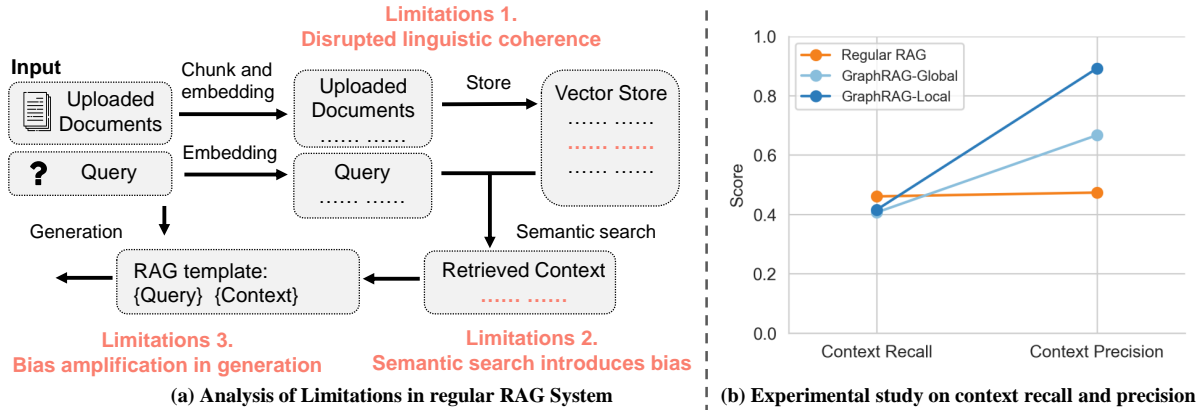 Limitations 1.
Disrupted linguistic coherence
Input
Uploaded
Documents
Chunk and
embedding
Uploaded
Documents
...... ......
Store
Vector Store
...... ......
...... ......
...... ......
?
Query
Embedding
Query
...... ......
Generation
Semantic search
RAG template:
{Query} {Context}
Retrieved Context
...... ......
Limitations 3.
Bias amplification in generation
Limitations 2.
Semantic search introduces bias
(a) Analysis of Limitations in regular RAG System
1.0
0.8
0.6
0.4
0.2
0.0
Score
Regular RAG
GraphRAG-Global
GraphRAG-Local
Context Recall
Context Precision
(b) Experimental study on context recall and precision